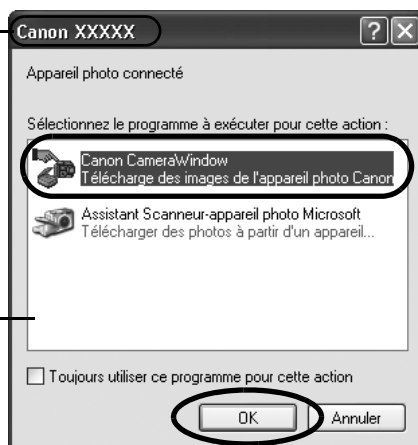 Canon XXXXX
Appareil photo connecté
Sélectionnez le programme à exécuter pour cette action :
Canon CameraWindow
Télécharge des images de l'appareil photo Canon
Assistant Scanneur-appareil photo Microsoft
Télécharger des photos à partir d'un appareil...
Toujours utiliser ce programme pour cette action
OK
Annuler